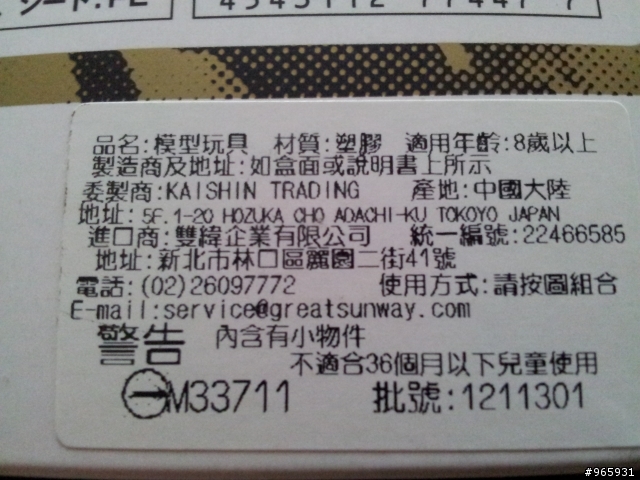 シート:PE
品名:模型玩具 材質:塑膠 適用年齡:8歲以上
製造商及地址:如盒面或說明書上所示
委製商:KAISHIN TRADING 產地:中國大陸
地址:5F.1-20 HOZUKA CHO ADACHI-KU TOKOYO JAPAN
進口商:雙緯企業有限公司 統一編號:22466585
地址:新北市林口區麗園二街41號
電話:(02)26097772 使用方式:請按圖組合
E-mail:service@greatsunway.com
警告 內含有小物件
不適合36個月以下兒童使用
M33711 批號:1211301
#965931